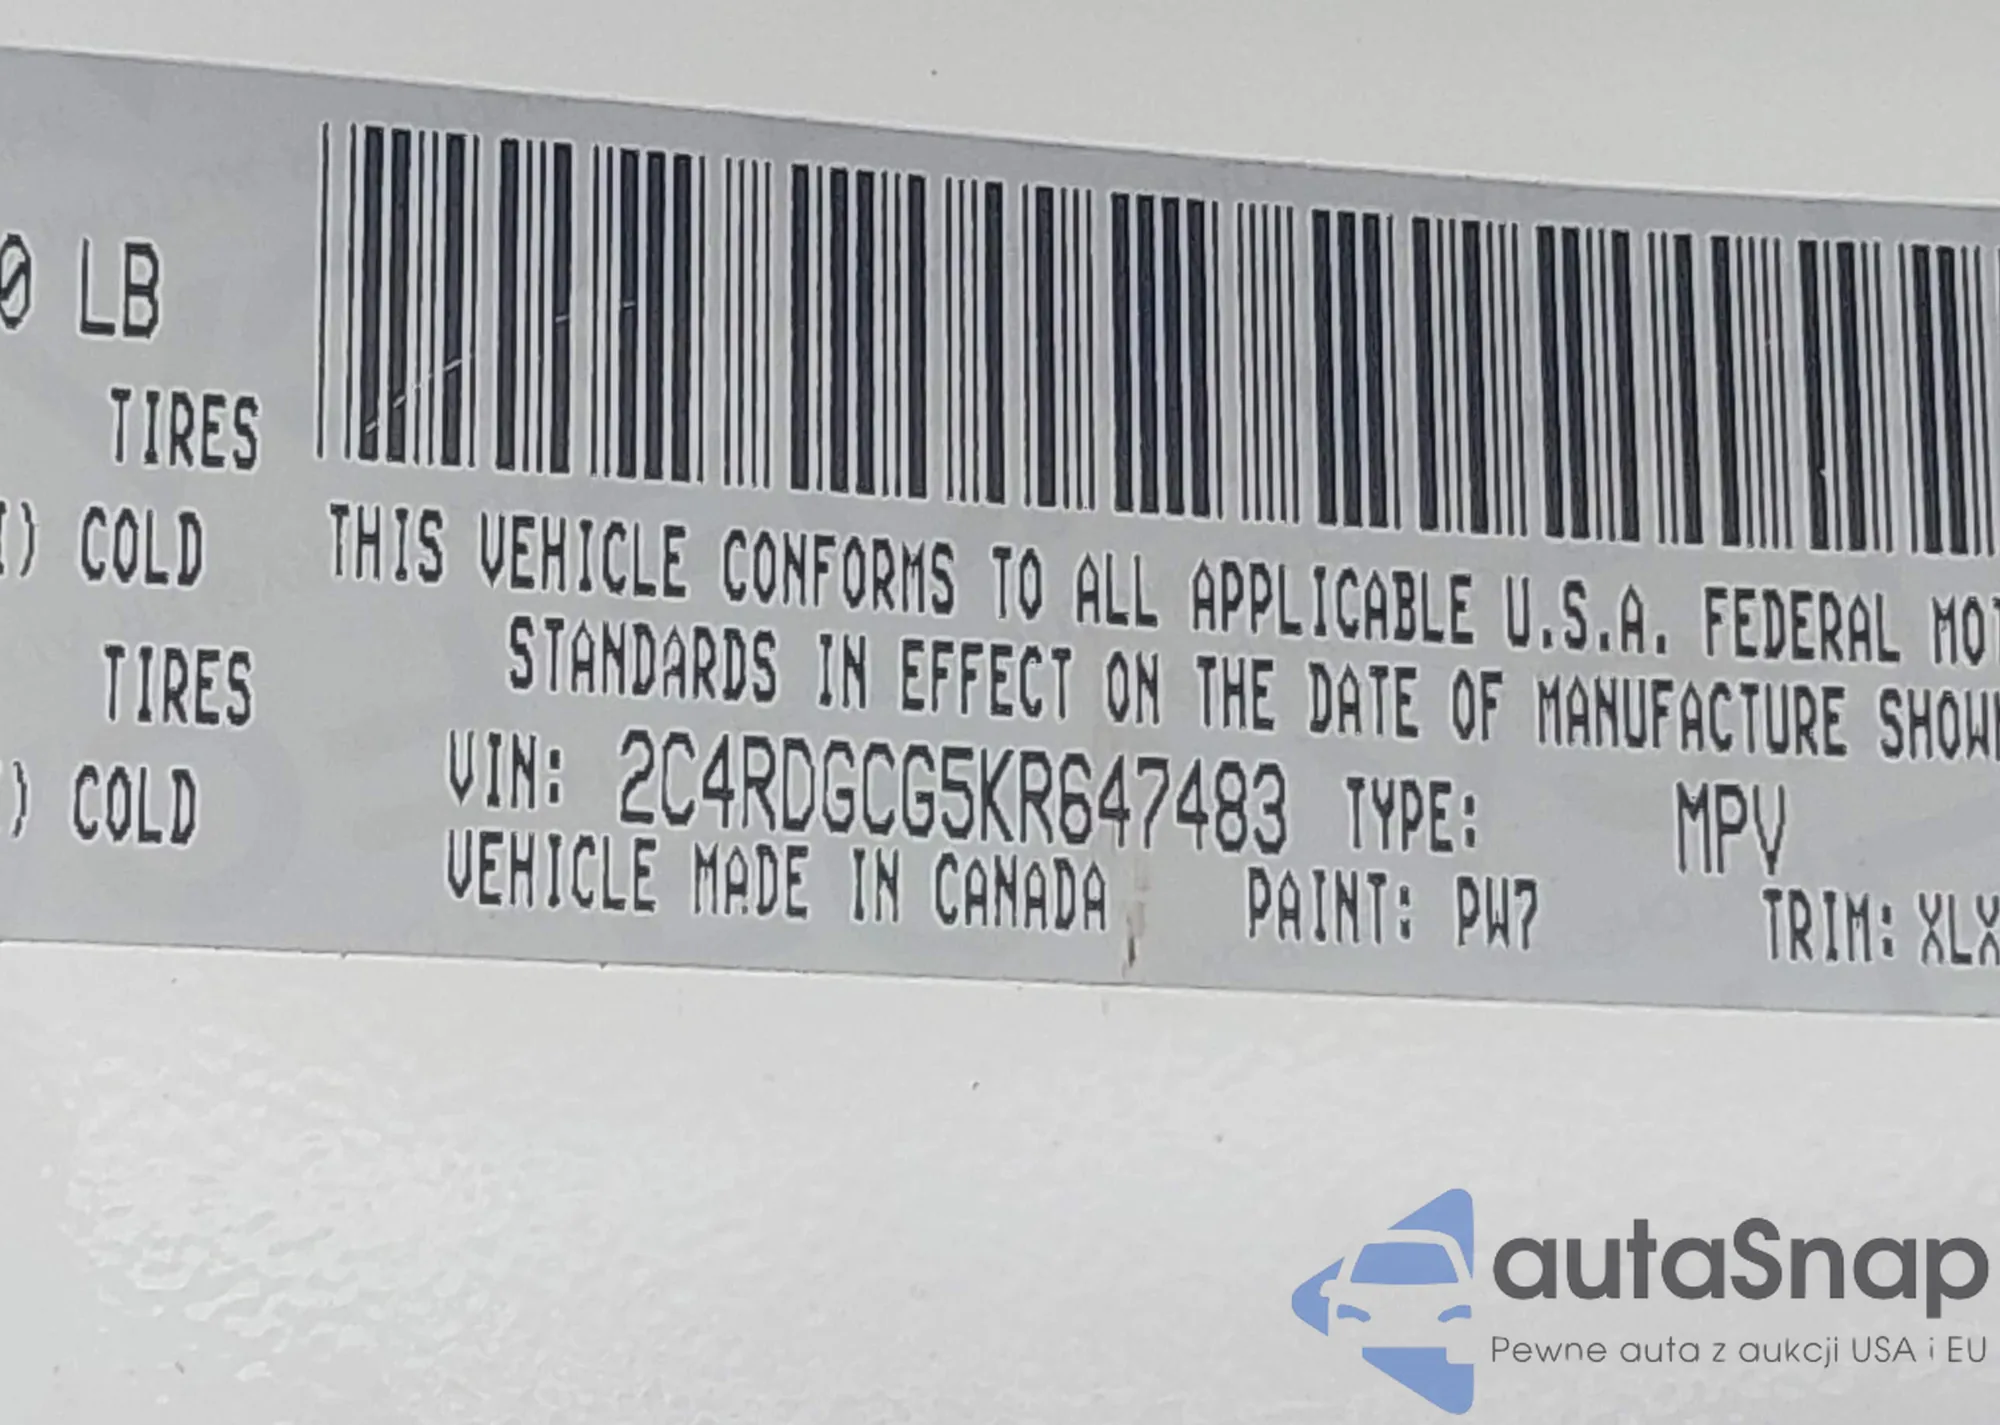 0 LB
TIRES
) COLD
THIS VEHICLE CONFORMS TO ALL APPLICABLE U.S.A. FEDERAL MOT
STANDARDS IN EFFECT ON THE DATE OF MANUFACTURE SHOWN
TIRES
VIN: 2C4RDGCG5KR647483 TYPE: MPV
) COLD
VEHICLE MADE IN CANADA PAINT: PW7 TRIM: XLX
autaSnap
Pewne auta z aukcji USA i EU